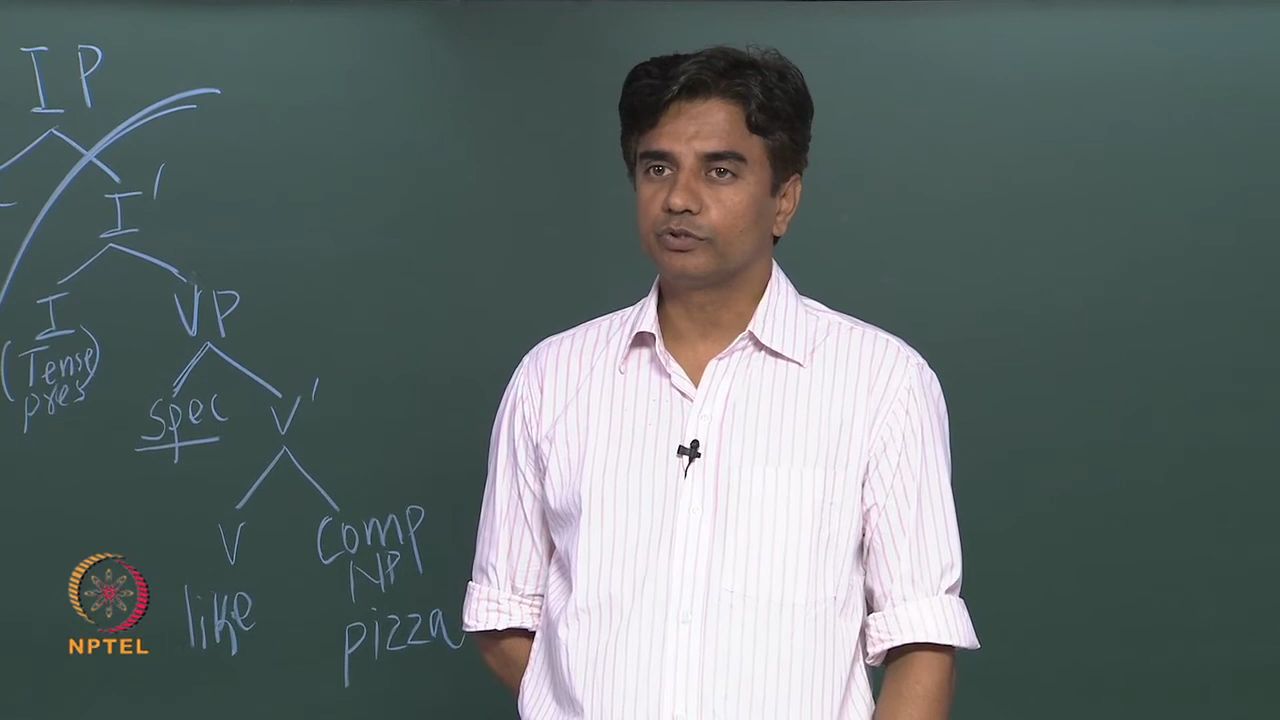 IP
I'
I VP
(Tense) pres
Spec V'
V Comp
NP
like pizza
NPTEL